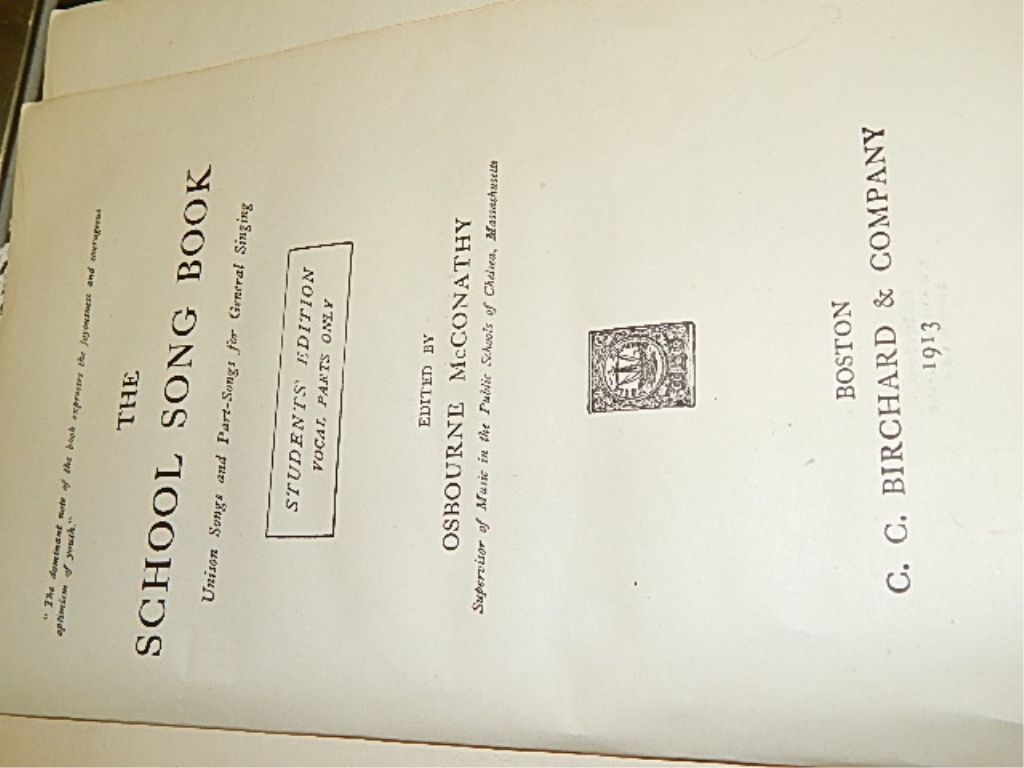 "The dominant note of the book expresses the joyousness and courageous
optimism of youth."
THE
SCHOOL SONG BOOK
Unison Songs and Part-Songs for General Singing
STUDENTS' EDITION
VOCAL PARTS ONLY
EDITED BY
OSBOURNE McCONATHY
Supervisor of Music in the Public Schools of Chelsea, Massachusetts
BOSTON
C. C. BIRCHARD & COMPANY
1913